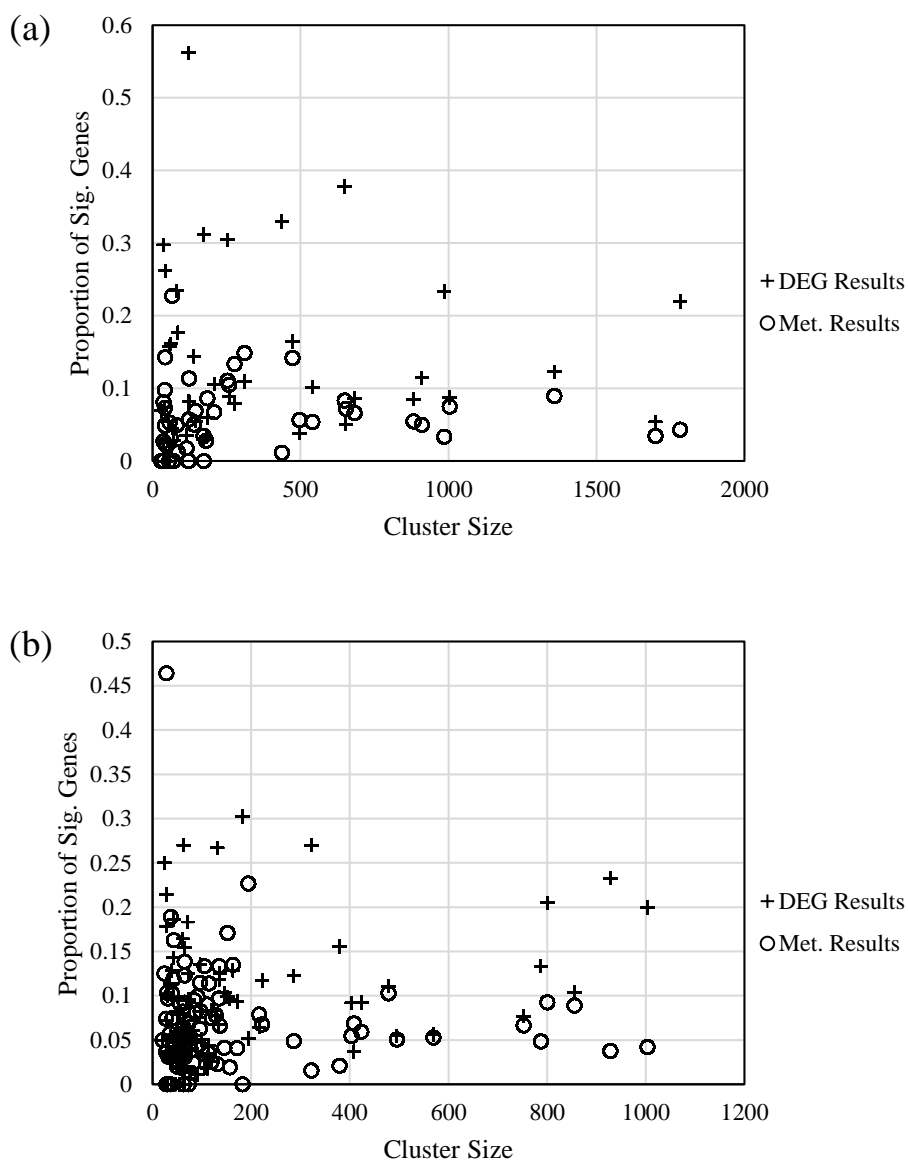 (a)
0.6
0.5
0.4
0.3
0.2
0.1
0
Proportion of Sig. Genes
0 500 1000 1500 2000
Cluster Size
DEG Results
Met. Results
(b)
0.5
0.45
0.4
0.35
0.3
0.25
0.2
0.15
0.1
0.05
0
Proportion of Sig. Genes
0 200 400 600 800 1000 1200
Cluster Size
DEG Results
Met. Results